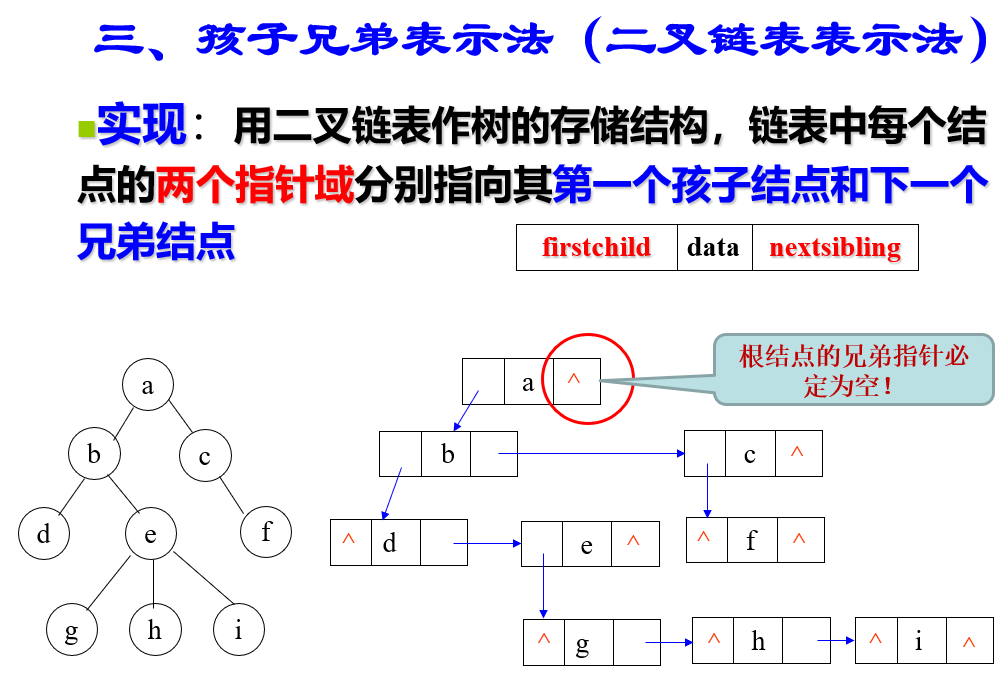 三、孩子兄弟表示法（二叉链表表示法）
实现：用二叉链表作树的存储结构，链表中每个结
点的两个指针域分别指向其第一个孩子结点和下一个
兄弟结点
firstchild data nextsibling
根结点的兄弟指针必
定为空！
a
b c
d e f
g h i
a ^
b c ^
^ d e ^ ^ f ^
^ g ^ h ^ i ^